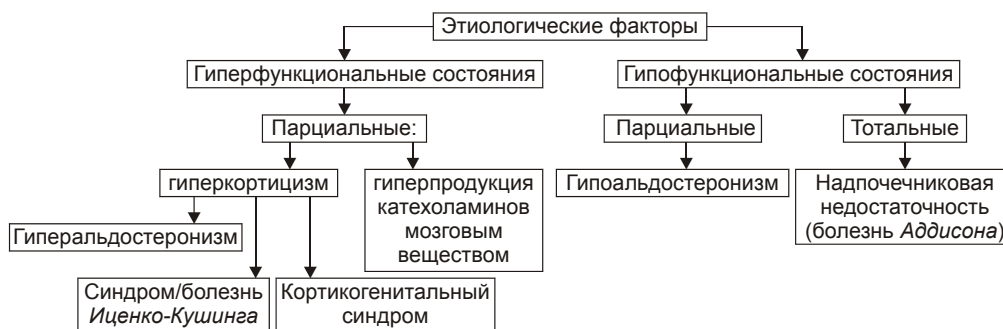 Этиологические факторы
Гиперфункциональные состояния
Гипофункциональные состояния
Парциальные:
Парциальные
Тотальные
гиперкортицизм
гиперпродукция
катехоламинов
мозговым
веществом
Гипоальдостеронизм
Надпочечниковая
недостаточность
(болезнь Аддисона)
Гиперальдостеронизм
Синдром/болезнь
Иценко-Кушинга
Кортикогенитальный
синдром